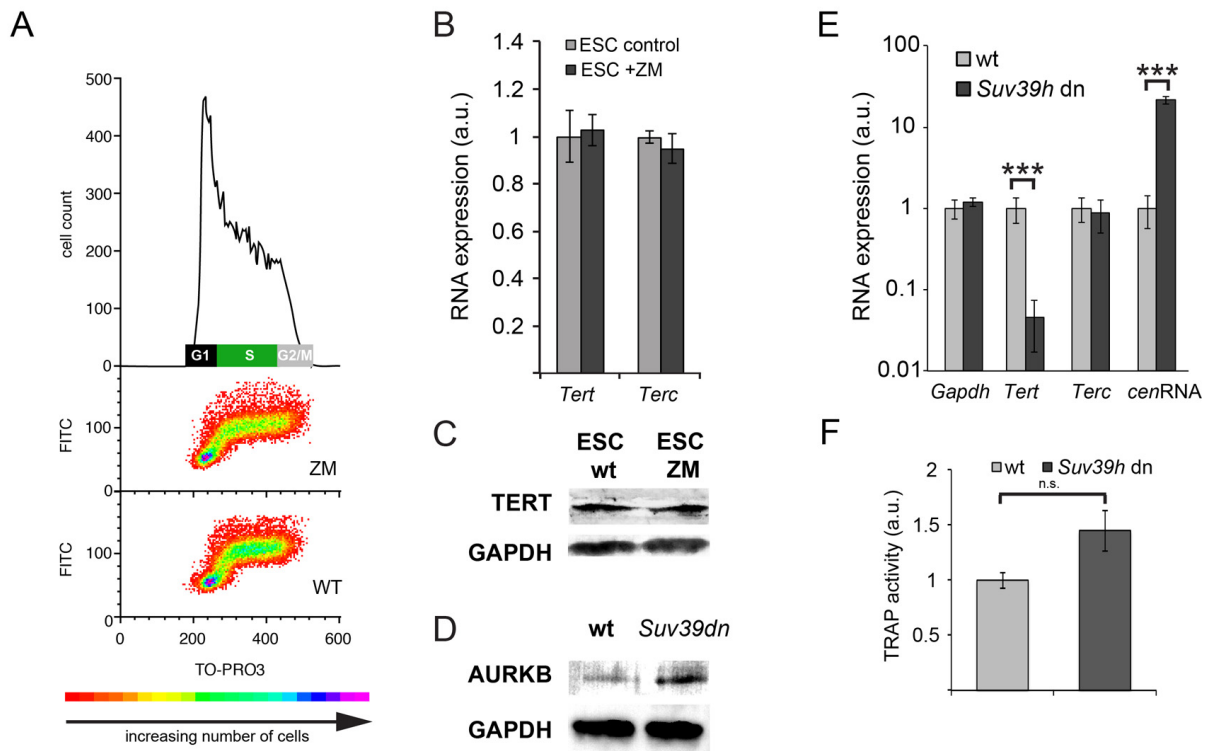 A
500
400
cell count
300
200
100
0
G1 S G2/M
FITC
100
0
ZM
FITC
100
0
WT
0 200 400 600
TO-PRO3
increasing number of cells
B
ESC control
ESC +ZM
RNA expression (a.u.)
1.4
1.2
1
0.8
0.6
0.4
0.2
Tert Terc
C
ESC wt
ESC ZM
TERT
GAPDH
D
wt Suv39dn
AURKB
GAPDH
E
wt
Suv39h dn
RNA expression (a.u.)
100
10
1
0.1
0.01
***
***
Gapdh Tert Terc cenRNA
F
wt Suv39h dn
n.s.
TRAP activity (a.u.)
2
1.5
1
0.5